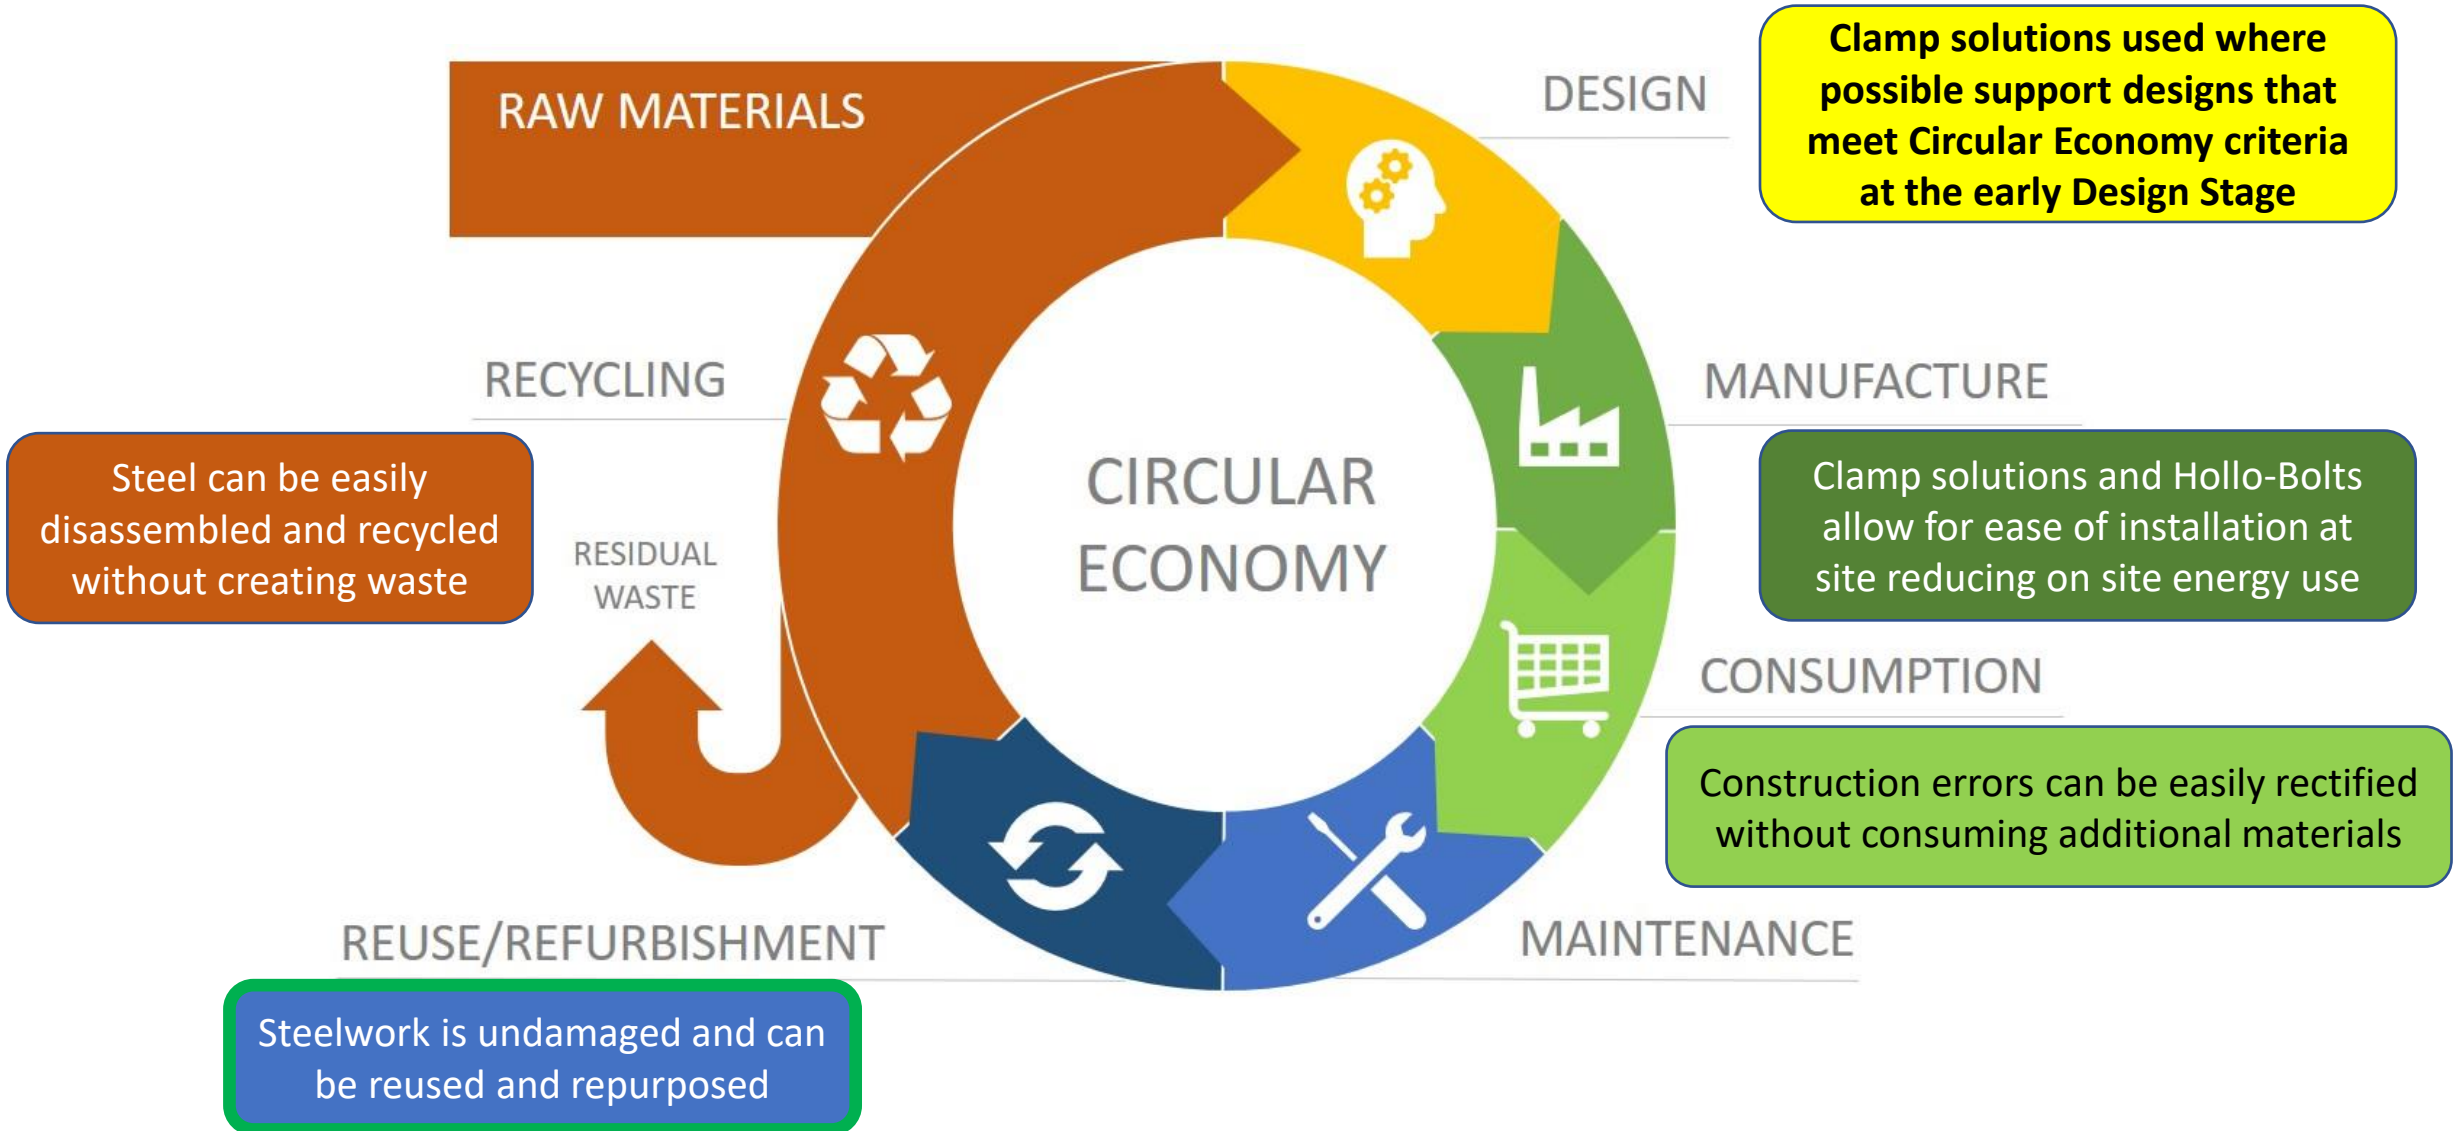 RAW MATERIALS
DESIGN
Clamp solutions used where
possible support designs that
meet Circular Economy criteria
at the early Design Stage
RECYCLING
MANUFACTURE
Steel can be easily
disassembled and recycled
without creating waste
RESIDUAL
WASTE
CIRCULAR
ECONOMY
Clamp solutions and Hollo-Bolts
allow for ease of installation at
site reducing on site energy use
CONSUMPTION
Construction errors can be easily rectified
without consuming additional materials
REUSE/REFURBISHMENT
MAINTENANCE
Steelwork is undamaged and can
be reused and repurposed